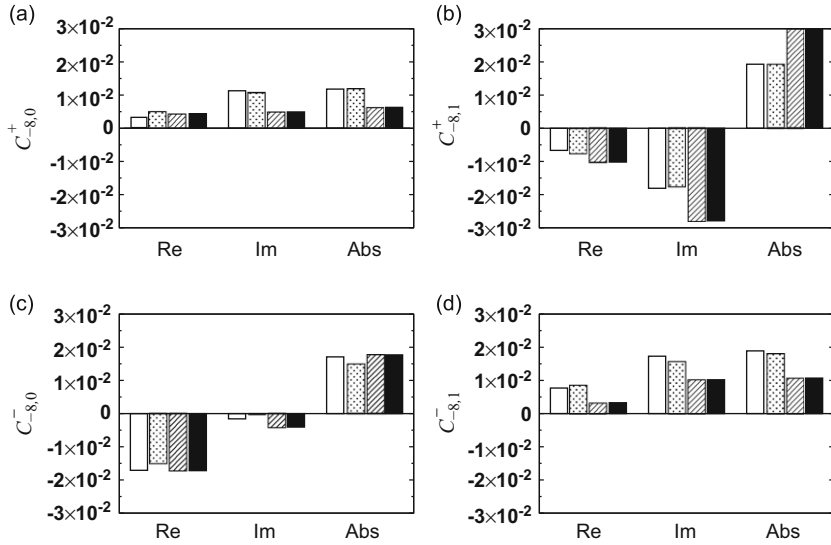 (a)
3×10⁻²
2×10⁻²
1×10⁻²
0
-1×10⁻²
-2×10⁻²
-3×10⁻²
C⁺₋₈,₀
Re Im Abs
(b)
3×10⁻²
2×10⁻²
1×10⁻²
0
-1×10⁻²
-2×10⁻²
-3×10⁻²
C⁺₋₈,₁
Re Im Abs
(c)
3×10⁻²
2×10⁻²
1×10⁻²
0
-1×10⁻²
-2×10⁻²
-3×10⁻²
C⁻₋₈,₀
Re Im Abs
(d)
3×10⁻²
2×10⁻²
1×10⁻²
0
-1×10⁻²
-2×10⁻²
-3×10⁻²
C⁻₋₈,₁
Re Im Abs